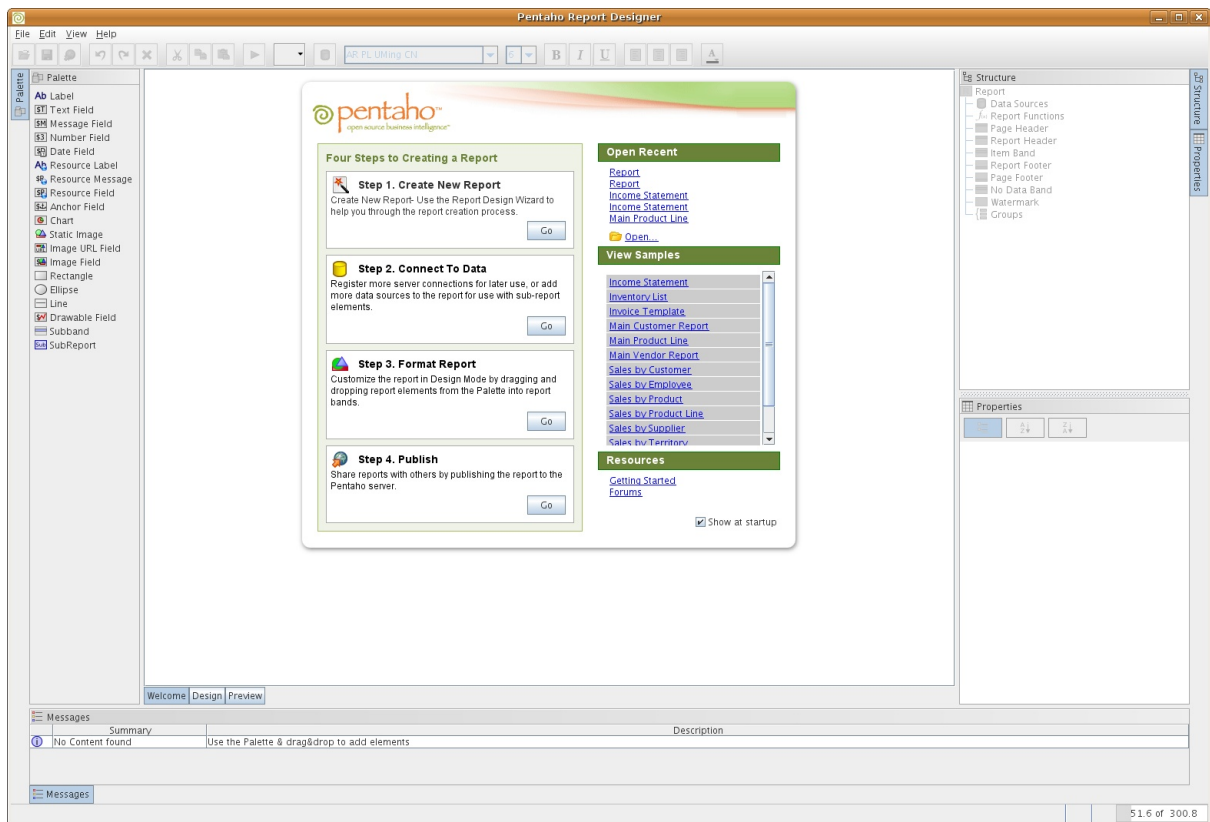 Pentaho Report Designer
File Edit View Help
AR PL UMing CN
6
B I U
A
Palette
Palette
Ab Label
Text Field
Message Field
Number Field
Date Field
Resource Label
Resource Message
Resource Field
Anchor Field
Chart
Static Image
Image URL Field
Image Field
Rectangle
Ellipse
Line
Drawable Field
Subband
SubReport
pentaho™
open source business intelligence™
Four Steps to Creating a Report
Step 1. Create New Report
Create New Report- Use the Report Design Wizard to
help you through the report creation process.
Go
Step 2. Connect To Data
Register more server connections for later use, or add
more data sources to the report for use with sub-report
elements.
Go
Step 3. Format Report
Customize the report in Design Mode by dragging and
dropping report elements from the Palette into report
bands.
Go
Step 4. Publish
Share reports with others by publishing the report to the
Pentaho server.
Go
Open Recent
Report
Report
Income Statement
Income Statement
Main Product Line
Open...
View Samples
Income Statement
Inventory List
Invoice Template
Main Customer Report
Main Product Line
Main Vendor Report
Sales by Customer
Sales by Employee
Sales by Product
Sales by Product Line
Sales by Supplier
Sales by Territory
Resources
Getting Started
Forums
Show at startup
Welcome Design Preview
Structure
Report
Data Sources
Report Functions
Page Header
Report Header
Item Band
Report Footer
Page Footer
No Data Band
Watermark
Groups
Structure
Properties
Properties
Messages
Summary Description
No Content found Use the Palette & drag&drop to add elements
Messages
51.6 of 300.8